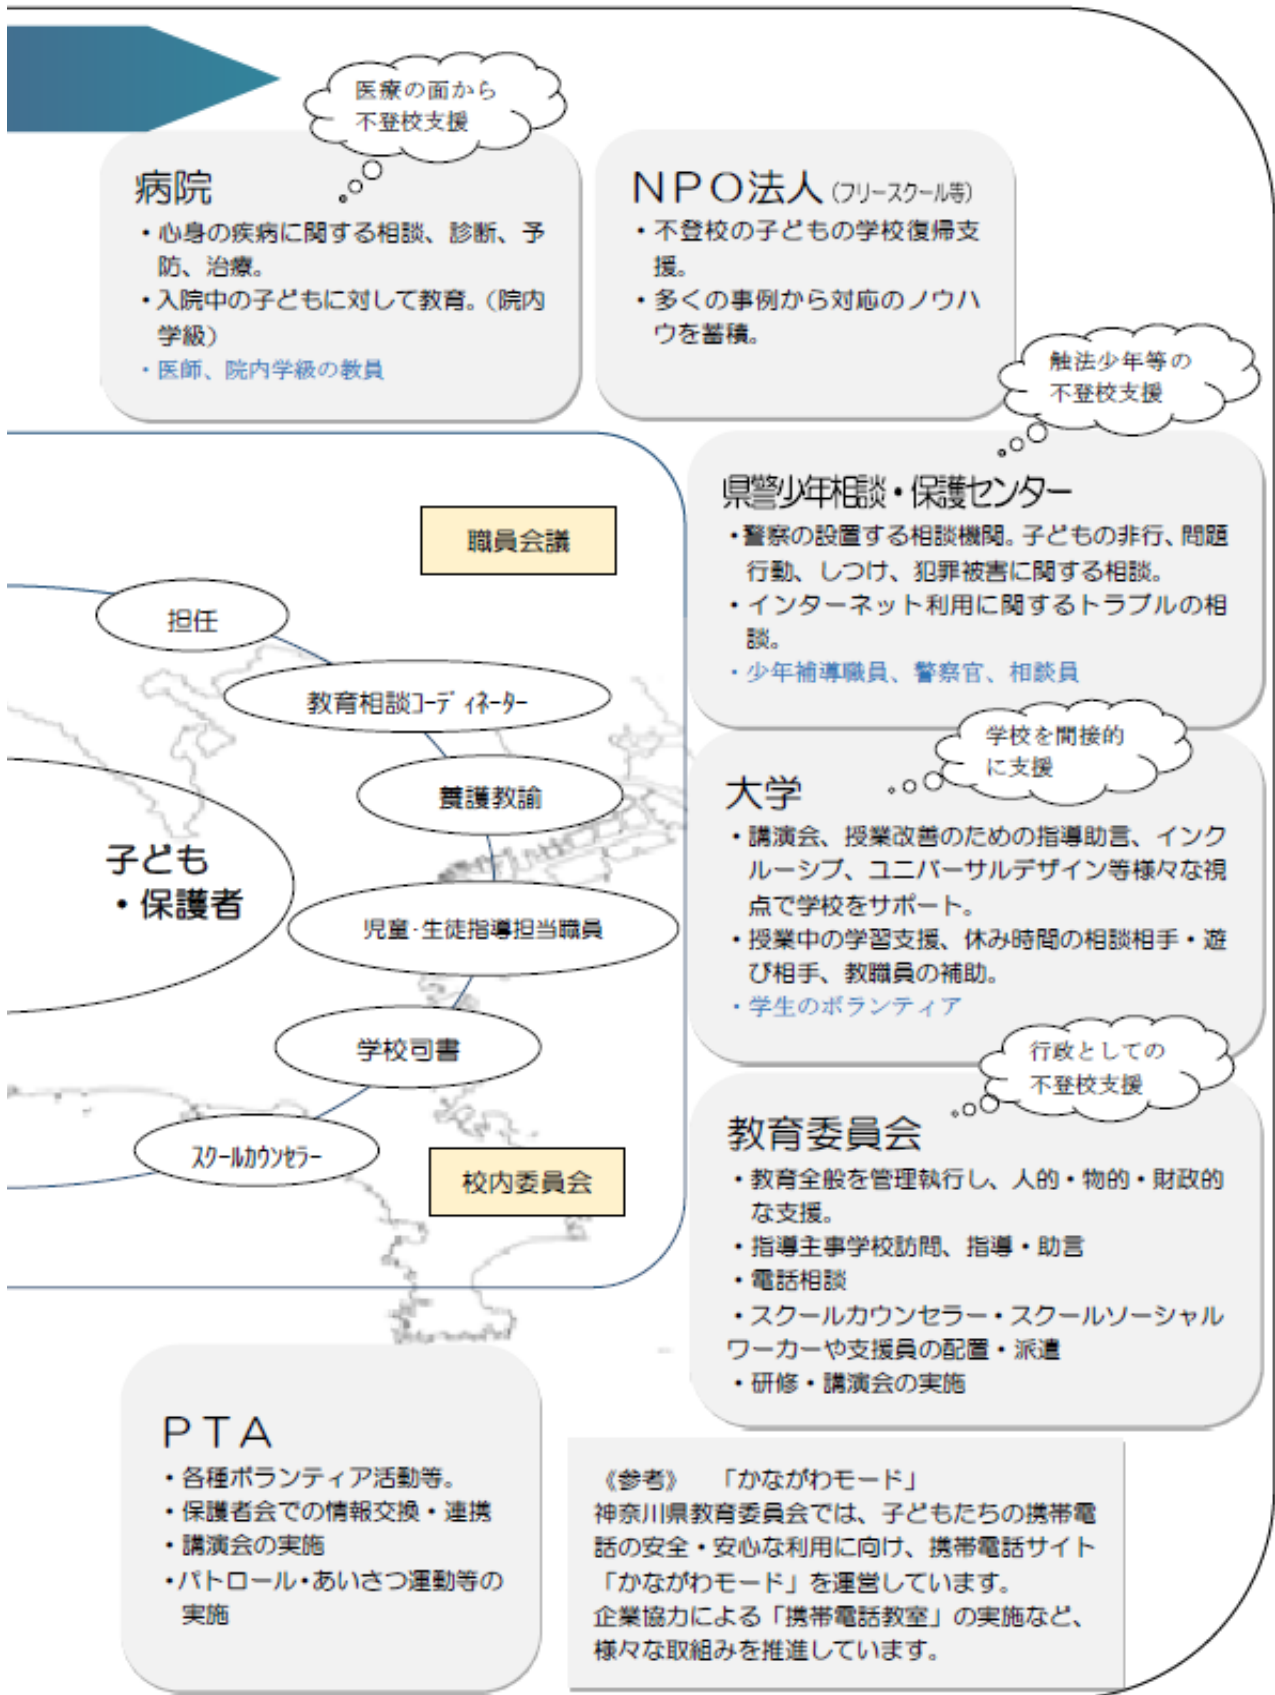 医療の面から
不登校支援
病院
・心身の疾病に関する相談、診断、予
防、治療。
・入院中の子どもに対して教育。（院内
学級）
・医師、院内学級の教員
NPO法人（フリースクール等）
・不登校の子どもの学校復帰支
援。
・多くの事例から対応のノウハ
ウを蓄積。
触法少年等の
不登校支援
県警少年相談・保護センター
・警察の設置する相談機関。子どもの非行、問題
行動、しつけ、犯罪被害に関する相談。
・インターネット利用に関するトラブルの相
談。
・少年補導職員、警察官、相談員
職員会議
担任
教育相談コーディネーター
養護教諭
子ども
・保護者
児童・生徒指導担当職員
学校司書
スクールカウンセラー
校内委員会
学校を間接的
に支援
大学
・講演会、授業改善のための指導助言、インク
ルーシブ、ユニバーサルデザイン等様々な視
点で学校をサポート。
・授業中の学習支援、休み時間の相談相手・遊
び相手、教職員の補助。
・学生のボランティア
行政としての
不登校支援
教育委員会
・教育全般を管理執行し、人的・物的・財政的
な支援。
・指導主事学校訪問、指導・助言
・電話相談
・スクールカウンセラー・スクールソーシャル
ワーカーや支援員の配置・派遣
・研修・講演会の実施
PTA
・各種ボランティア活動等。
・保護者会での情報交換・連携
・講演会の実施
・パトロール・あいさつ運動等の
実施
《参考》　「かながわモード」
神奈川県教育委員会では、子どもたちの携帯電
話の安全・安心な利用に向け、携帯電話サイト
「かながわモード」を運営しています。
企業協力による「携帯電話教室」の実施など、
様々な取組みを推進しています。